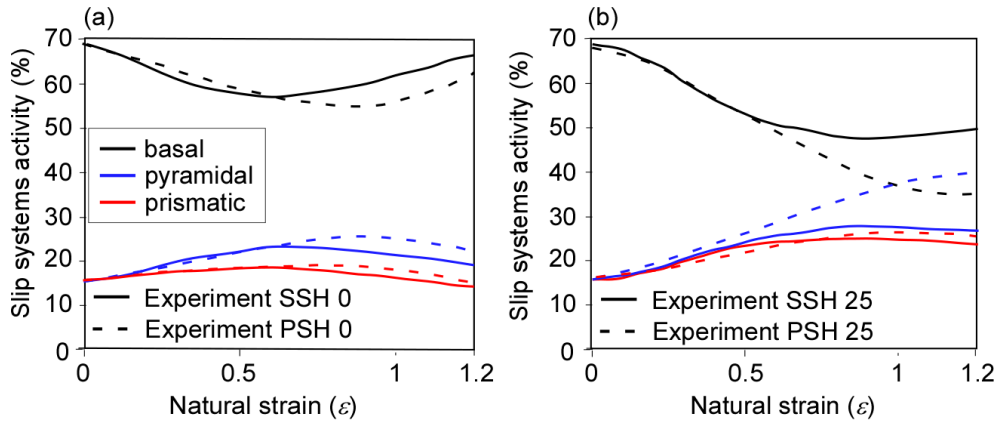 (a)
Slip systems activity (%)
70
60
50
40
30
20
10
0
basal
pyramidal
prismatic
Experiment SSH 0
Experiment PSH 0
0
0.5
1
1.2
Natural strain (ε)
(b)
Slip systems activity (%)
70
60
50
40
30
20
10
0
Experiment SSH 25
Experiment PSH 25
0
0.5
1
1.2
Natural strain (ε)